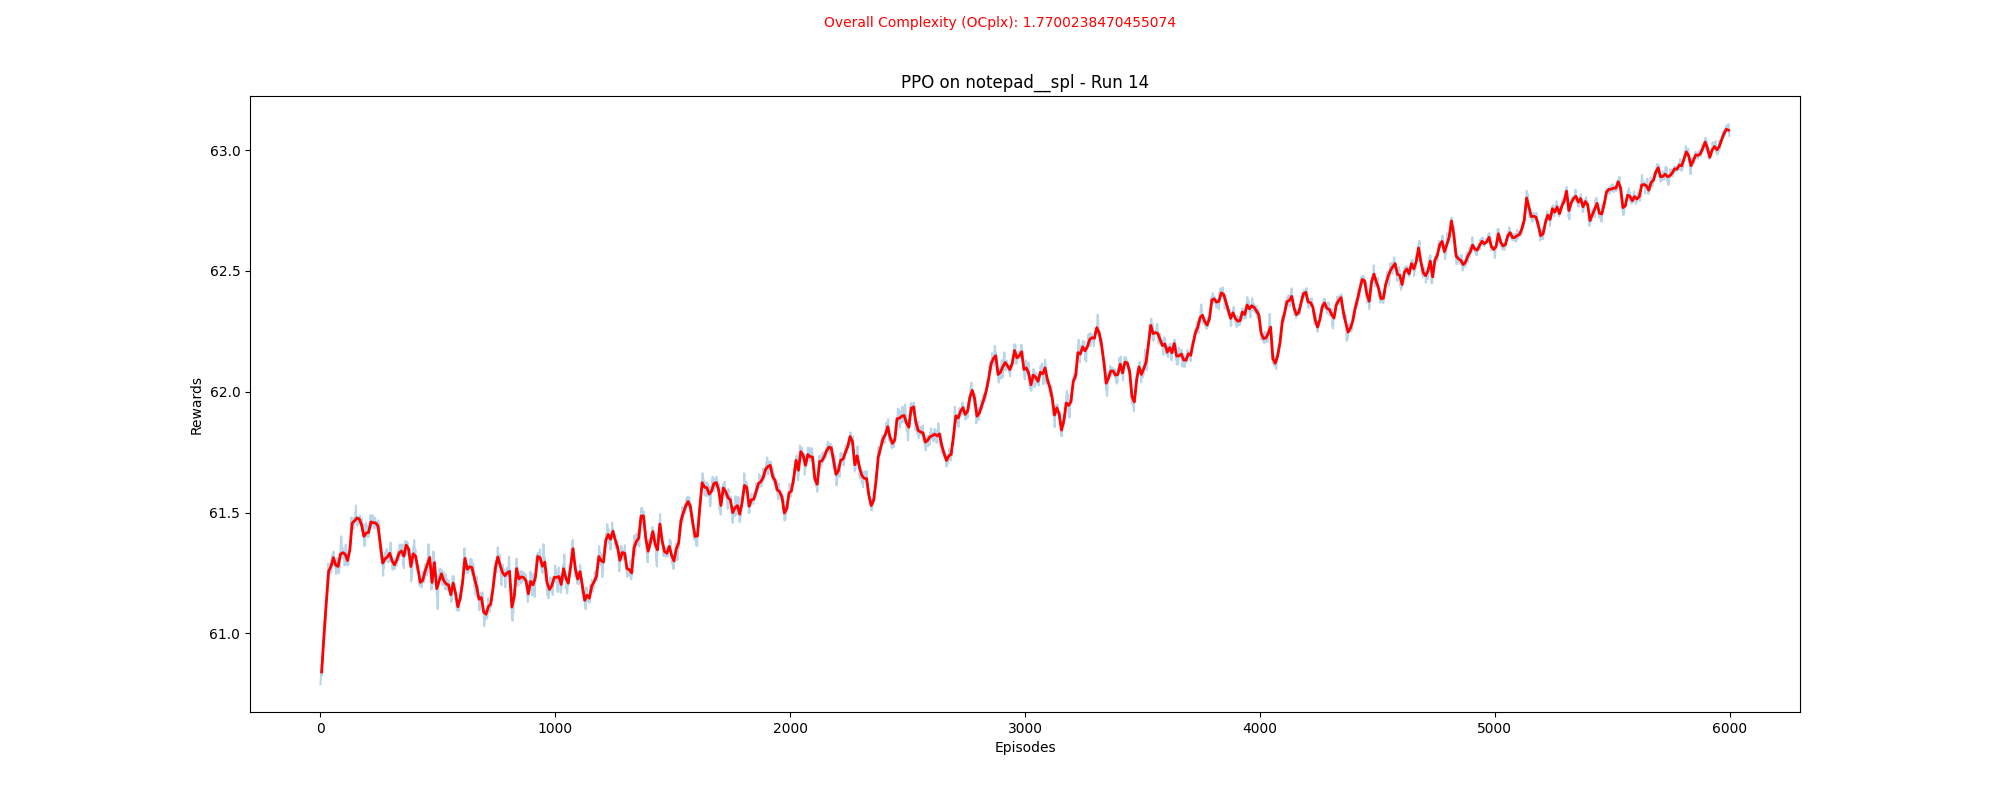 Overall Complexity (OCplx): 1.7700238470455074
PPO on notepad__spl - Run 14
63.0
62.5
62.0
61.5
61.0
Rewards
0 1000 2000 3000 4000 5000 6000
Episodes